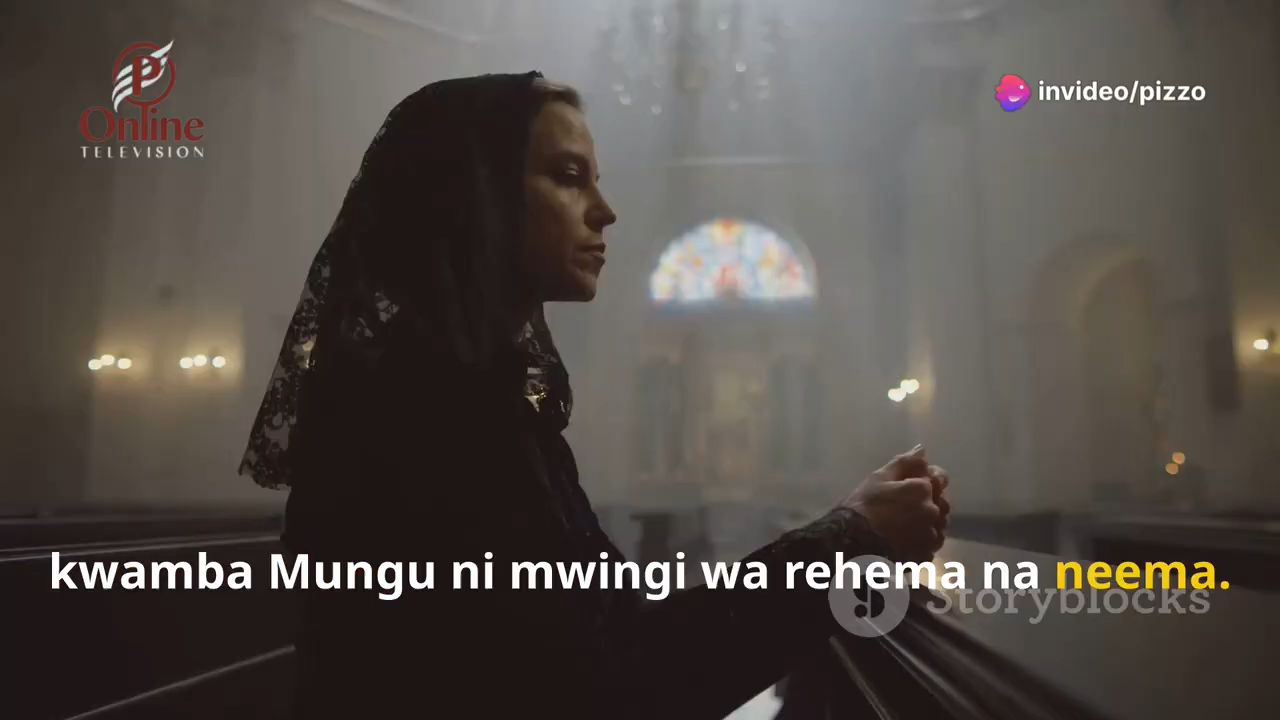 P
Online
TELEVISION
invideo/pizzo
kwamba Mungu ni mwingi wa rehema na neema.
Storyblocks